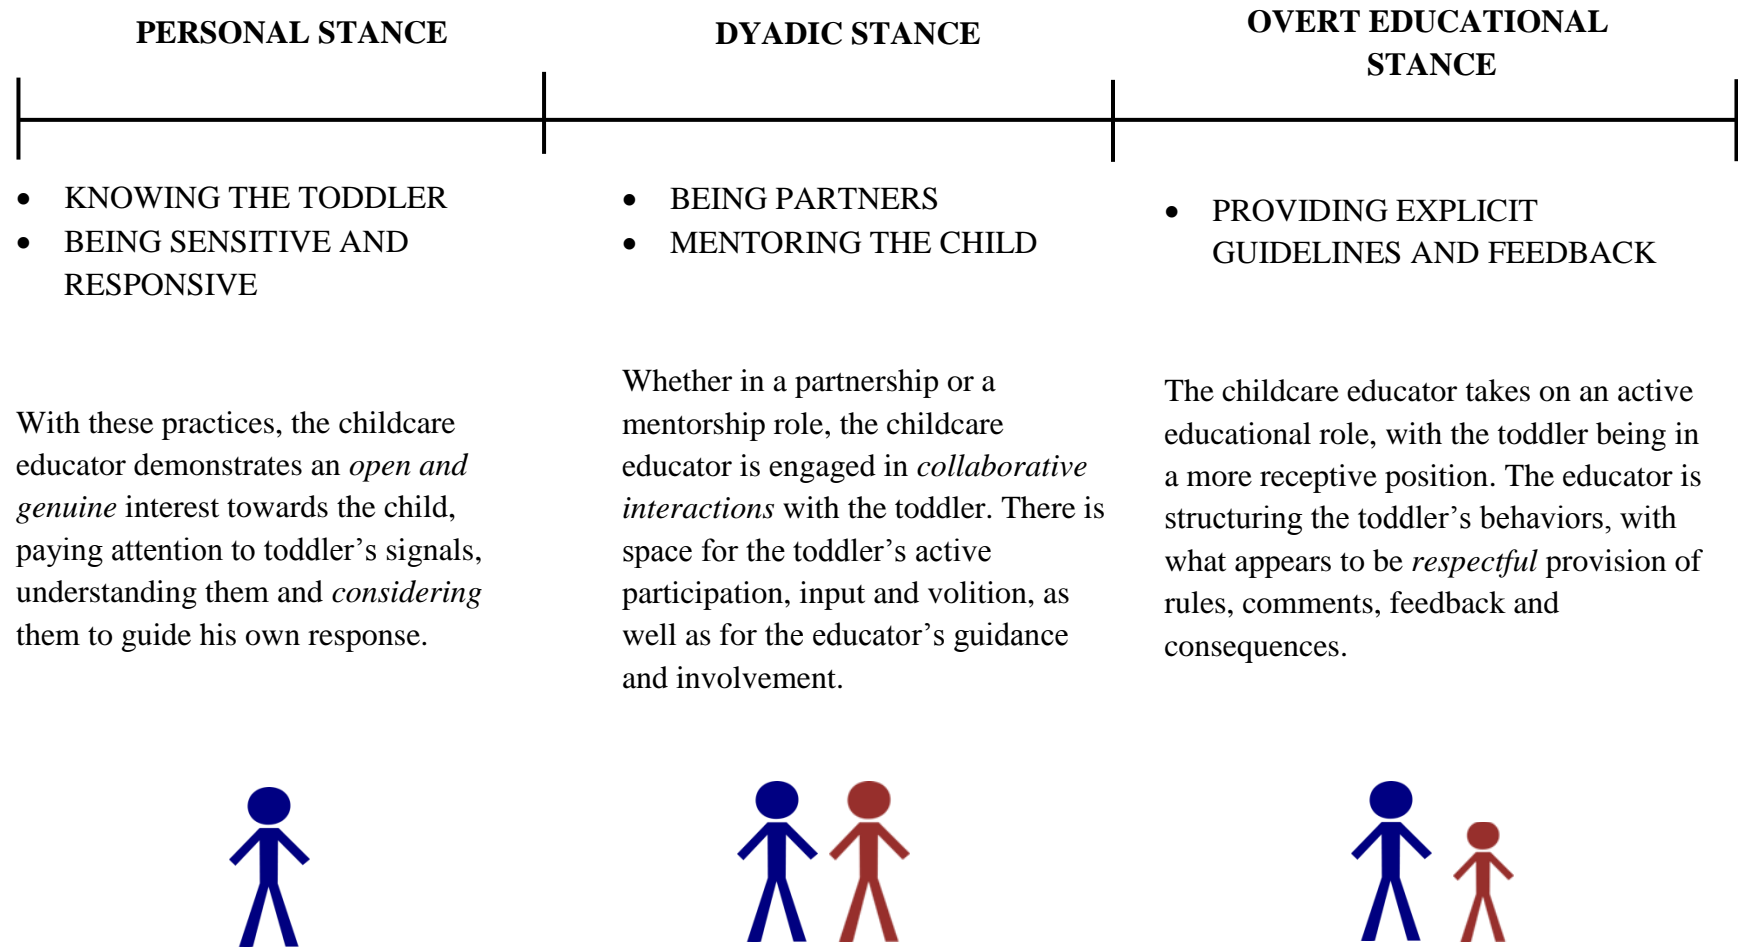 PERSONAL STANCE
DYADIC STANCE
OVERT EDUCATIONAL
STANCE
• KNOWING THE TODDLER
• BEING SENSITIVE AND
RESPONSIVE
• BEING PARTNERS
• MENTORING THE CHILD
• PROVIDING EXPLICIT
GUIDELINES AND FEEDBACK
With these practices, the childcare
educator demonstrates an open and
genuine interest towards the child,
paying attention to toddler’s signals,
understanding them and considering
them to guide his own response.
Whether in a partnership or a
mentorship role, the childcare
educator is engaged in collaborative
interactions with the toddler. There is
space for the toddler’s active
participation, input and volition, as
well as for the educator’s guidance
and involvement.
The childcare educator takes on an active
educational role, with the toddler being in
a more receptive position. The educator is
structuring the toddler’s behaviors, with
what appears to be respectful provision of
rules, comments, feedback and
consequences.